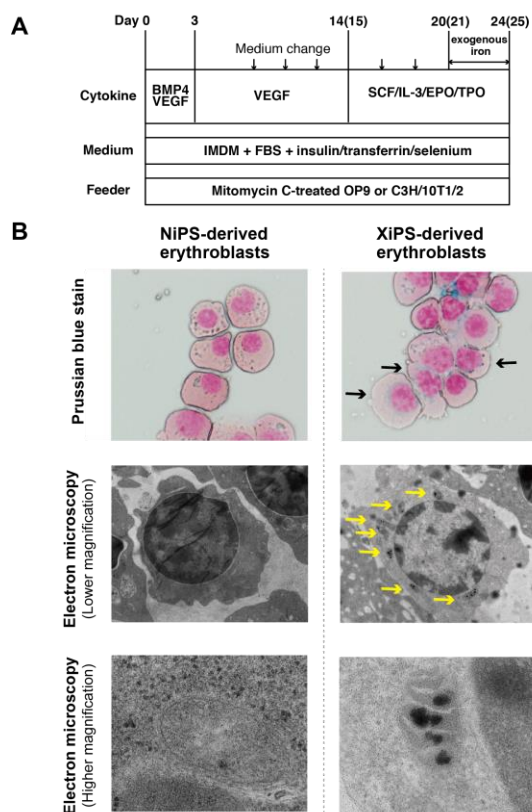 A
Day 0 3 14(15) 20(21) 24(25)
exogenous
iron
Medium change
Cytokine
BMP4
VEGF
VEGF
SCF/IL-3/EPO/TPO
Medium
IMDM + FBS + insulin/transferrin/selenium
Feeder
Mitomycin C-treated OP9 or C3H/10T1/2
B
NiPS-derived
erythroblasts
XiPS-derived
erythroblasts
Prussian blue stain
Electron microscopy
(Lower magnification)
Electron microscopy
(Higher magnification)